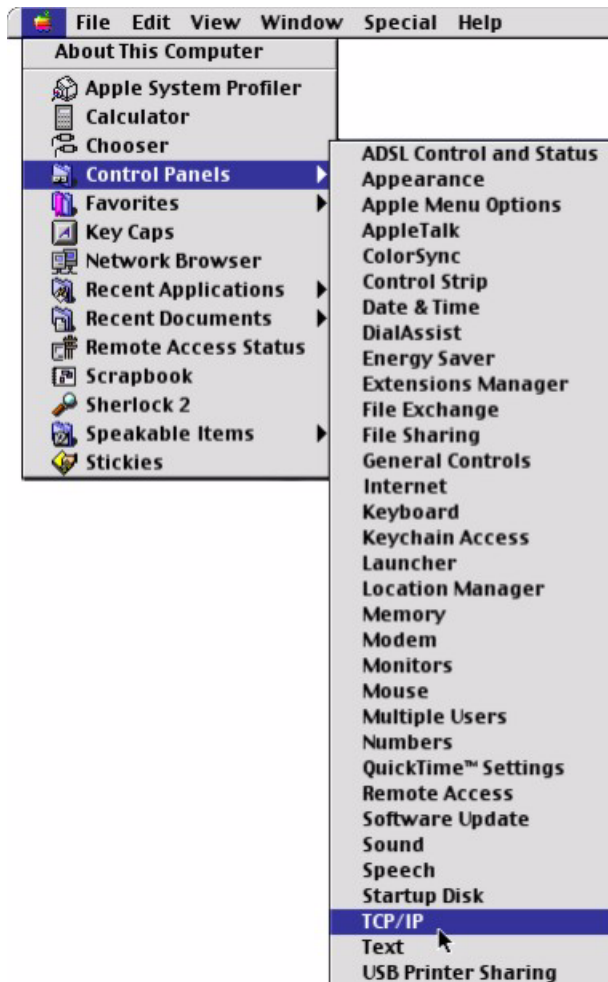 File Edit View Window Special Help
About This Computer
Apple System Profiler
Calculator
Chooser
Control Panels
Favorites
Key Caps
Network Browser
Recent Applications
Recent Documents
Remote Access Status
Scrapbook
Sherlock 2
Speakable Items
Stickies
ADSL Control and Status
Appearance
Apple Menu Options
AppleTalk
ColorSync
Control Strip
Date & Time
DialAssist
Energy Saver
Extensions Manager
File Exchange
File Sharing
General Controls
Internet
Keyboard
Keychain Access
Launcher
Location Manager
Memory
Modem
Monitors
Mouse
Multiple Users
Numbers
QuickTime™ Settings
Remote Access
Software Update
Sound
Speech
Startup Disk
TCP/IP
Text
USB Printer Sharing